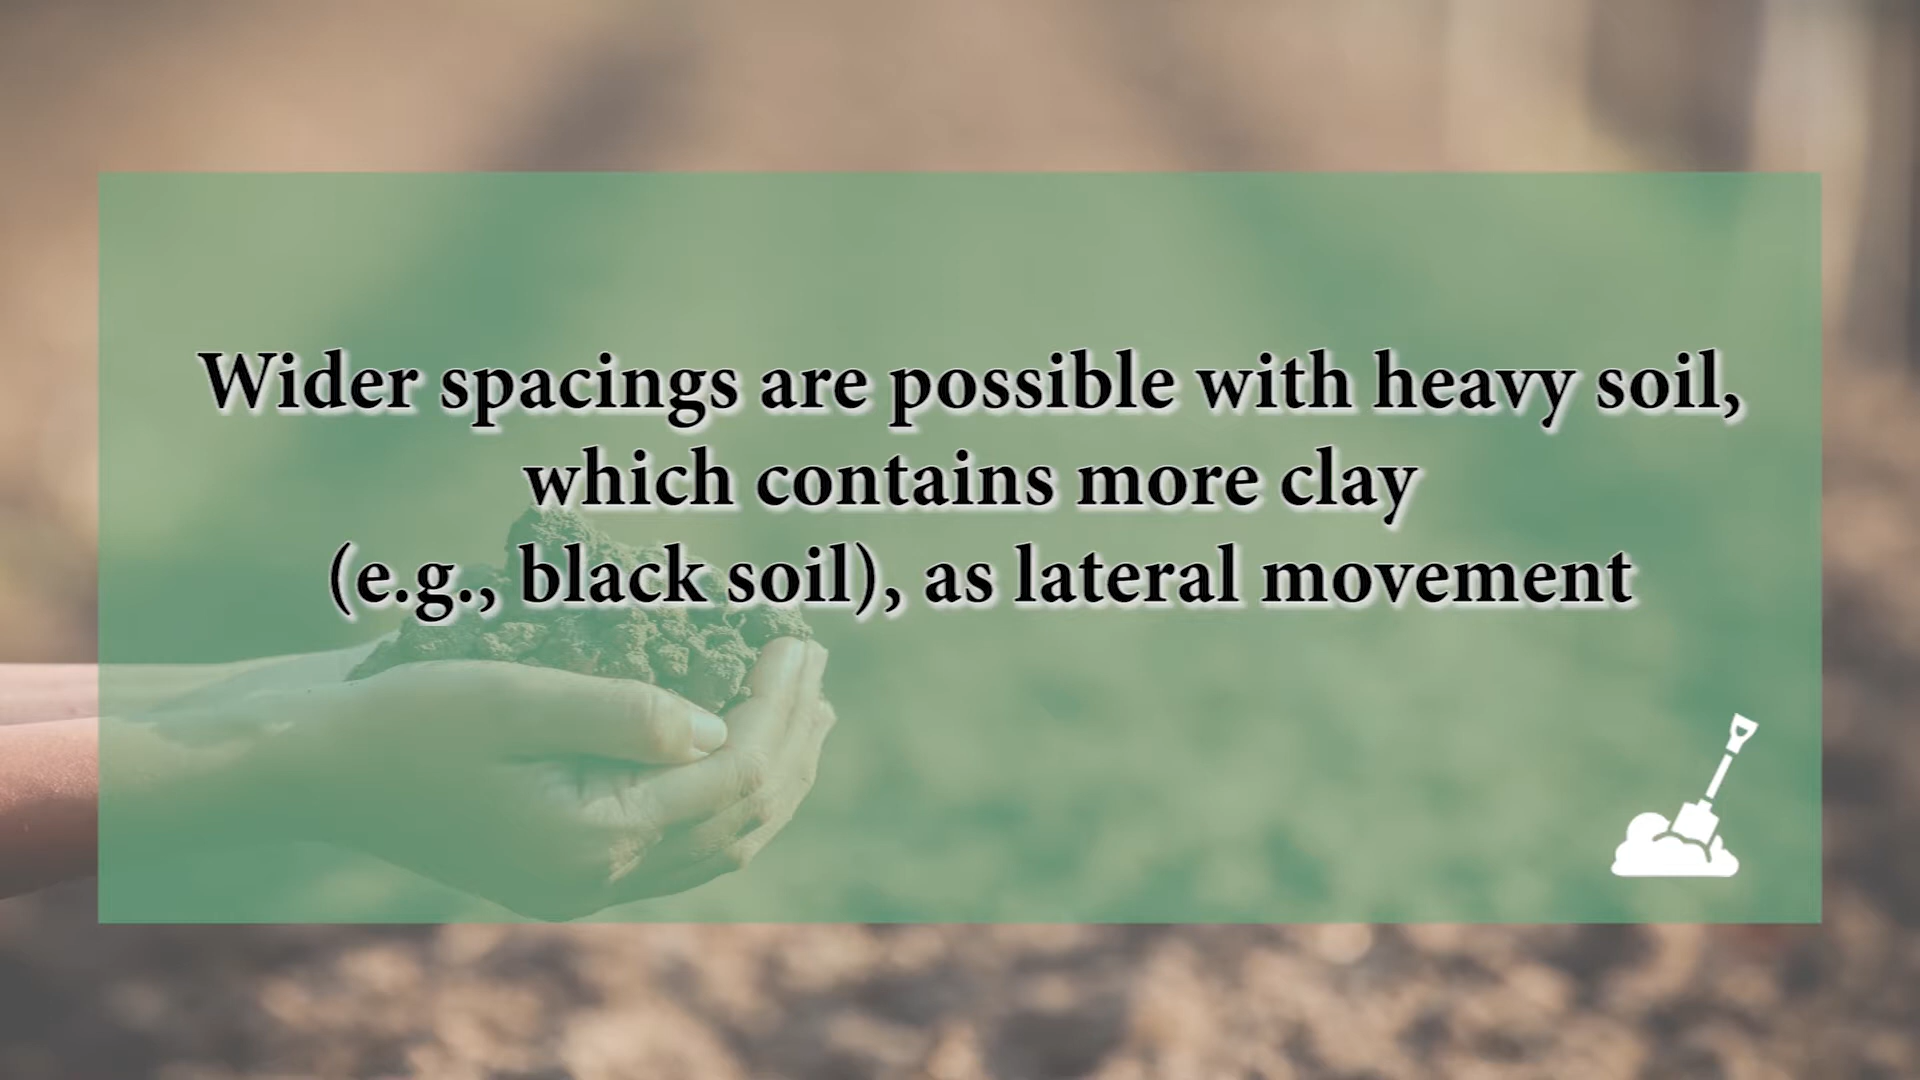 Wider spacings are possible with heavy soil,
which contains more clay
(e.g., black soil), as lateral movement